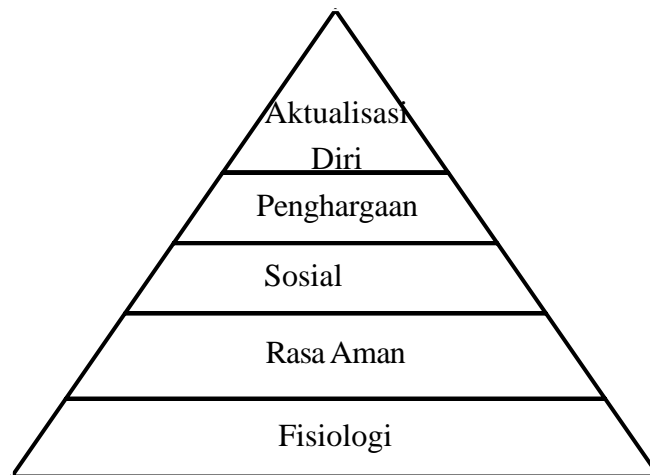 Aktualisasi
Diri
Penghargaan
Sosial
Rasa Aman
Fisiologi